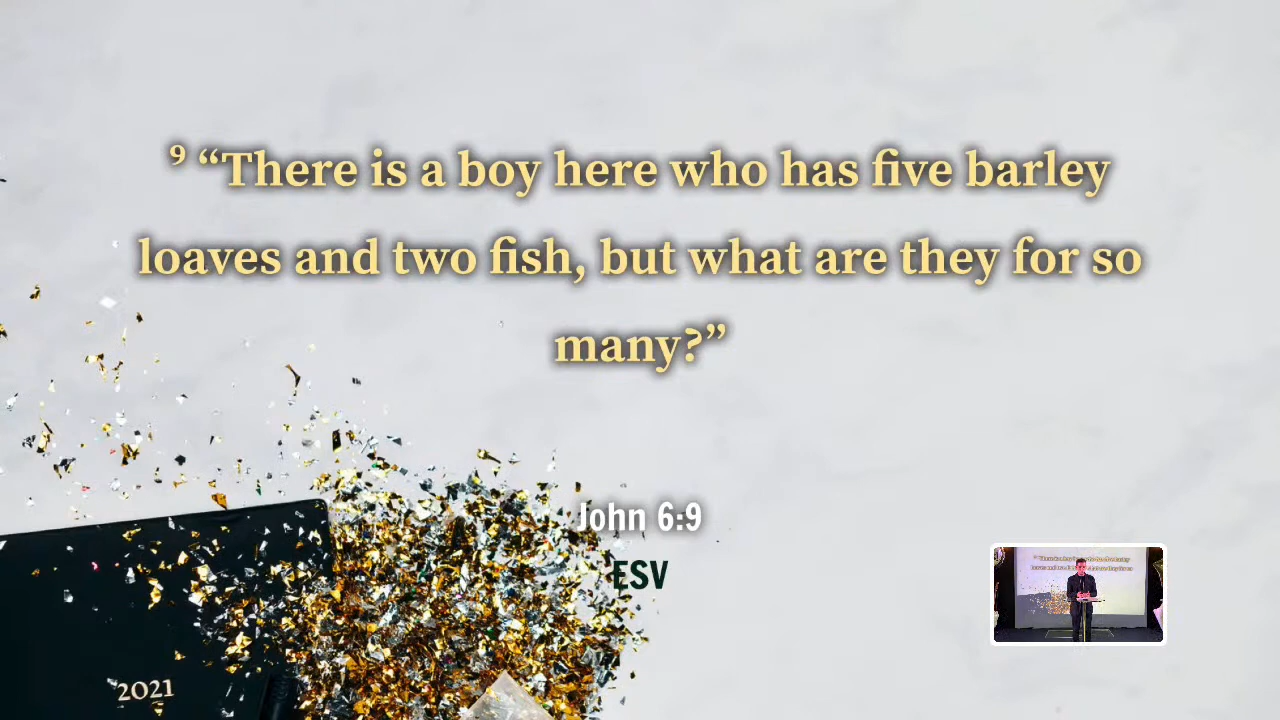 ⁹ “There is a boy here who has five barley
loaves and two fish, but what are they for so
many?”
John 6:9
ESV
2021